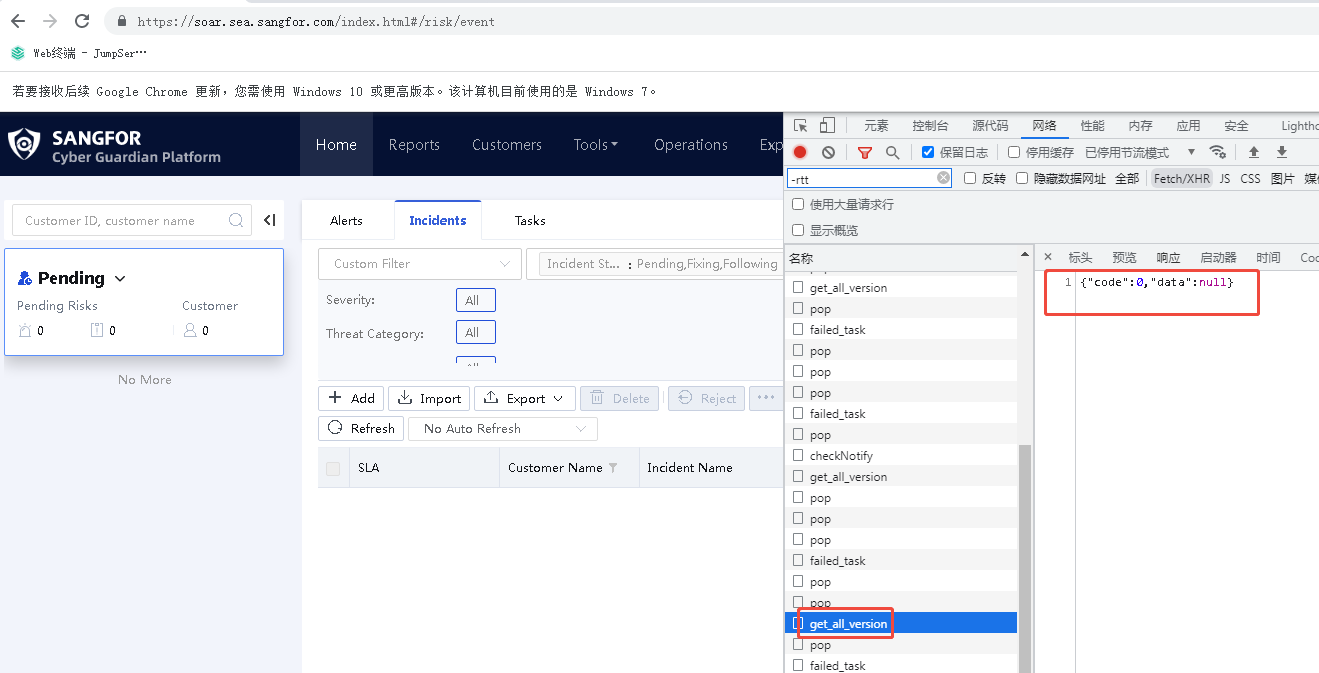 https://soar.sea.sangfor.com/index.html#/risk/event
Web终端 - JumpSer…
若要接收后续 Google Chrome 更新，您需使用 Windows 10 或更高版本。该计算机目前使用的是 Windows 7。
SANGFOR
Cyber Guardian Platform
Home
Reports
Customers
Tools
Operations
Exp
Customer ID, customer name
Pending
Pending Risks
Customer
0
0
0
No More
Alerts
Incidents
Tasks
Custom Filter
Incident St... : Pending,Fixing,Following
Severity:
All
Threat Category:
All
Add
Import
Export
Delete
Reject
Refresh
No Auto Refresh
SLA
Customer Name
Incident Name
元素
控制台
源代码
网络
性能
内存
应用
安全
Lighthc
保留日志
停用缓存
已停用节流模式
-rtt
反转
隐藏数据网址
全部
Fetch/XHR
JS
CSS
图片
使用大量请求行
显示概览
名称
get_all_version
pop
failed_task
pop
pop
pop
failed_task
pop
checkNotify
get_all_version
pop
pop
pop
failed_task
pop
pop
get_all_version
pop
failed_task
标头
预览
响应
启动器
时间
Coo
1
{"code":0,"data":null}